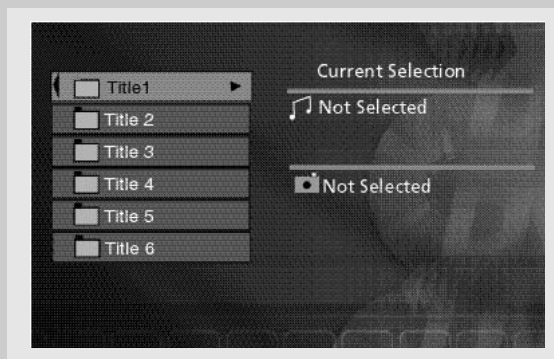 Title1
Title 2
Title 3
Title 4
Title 5
Title 6
Current Selection
Not Selected
Not Selected